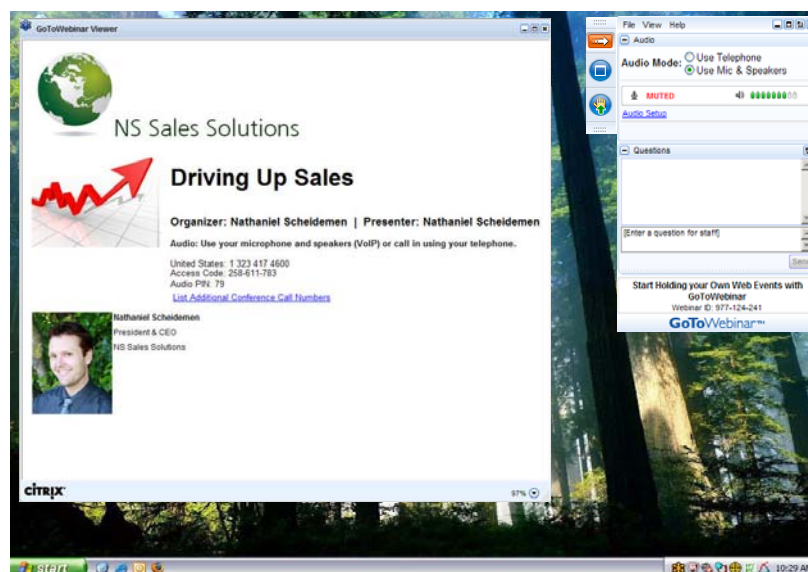 GoToWebinar Viewer
NS Sales Solutions
Driving Up Sales
Organizer: Nathaniel Scheidemen | Presenter: Nathaniel Scheidemen
Audio: Use your microphone and speakers (VoIP) or call in using your telephone.
United States: 1 323 417 4600
Access Code: 258-611-783
Audio PIN: 79
List Additional Conference Call Numbers
Nathaniel Scheidemen
President & CEO
NS Sales Solutions
CITRIX
97%
File View Help
Audio
Audio Mode: Use Telephone
Use Mic & Speakers
MUTED
Audio Setup
Questions
[Enter a question for staff]
Send
Start Holding your Own Web Events with
GoToWebinar
Webinar ID: 977-124-241
GoToWebinar™
start
10:29 AM